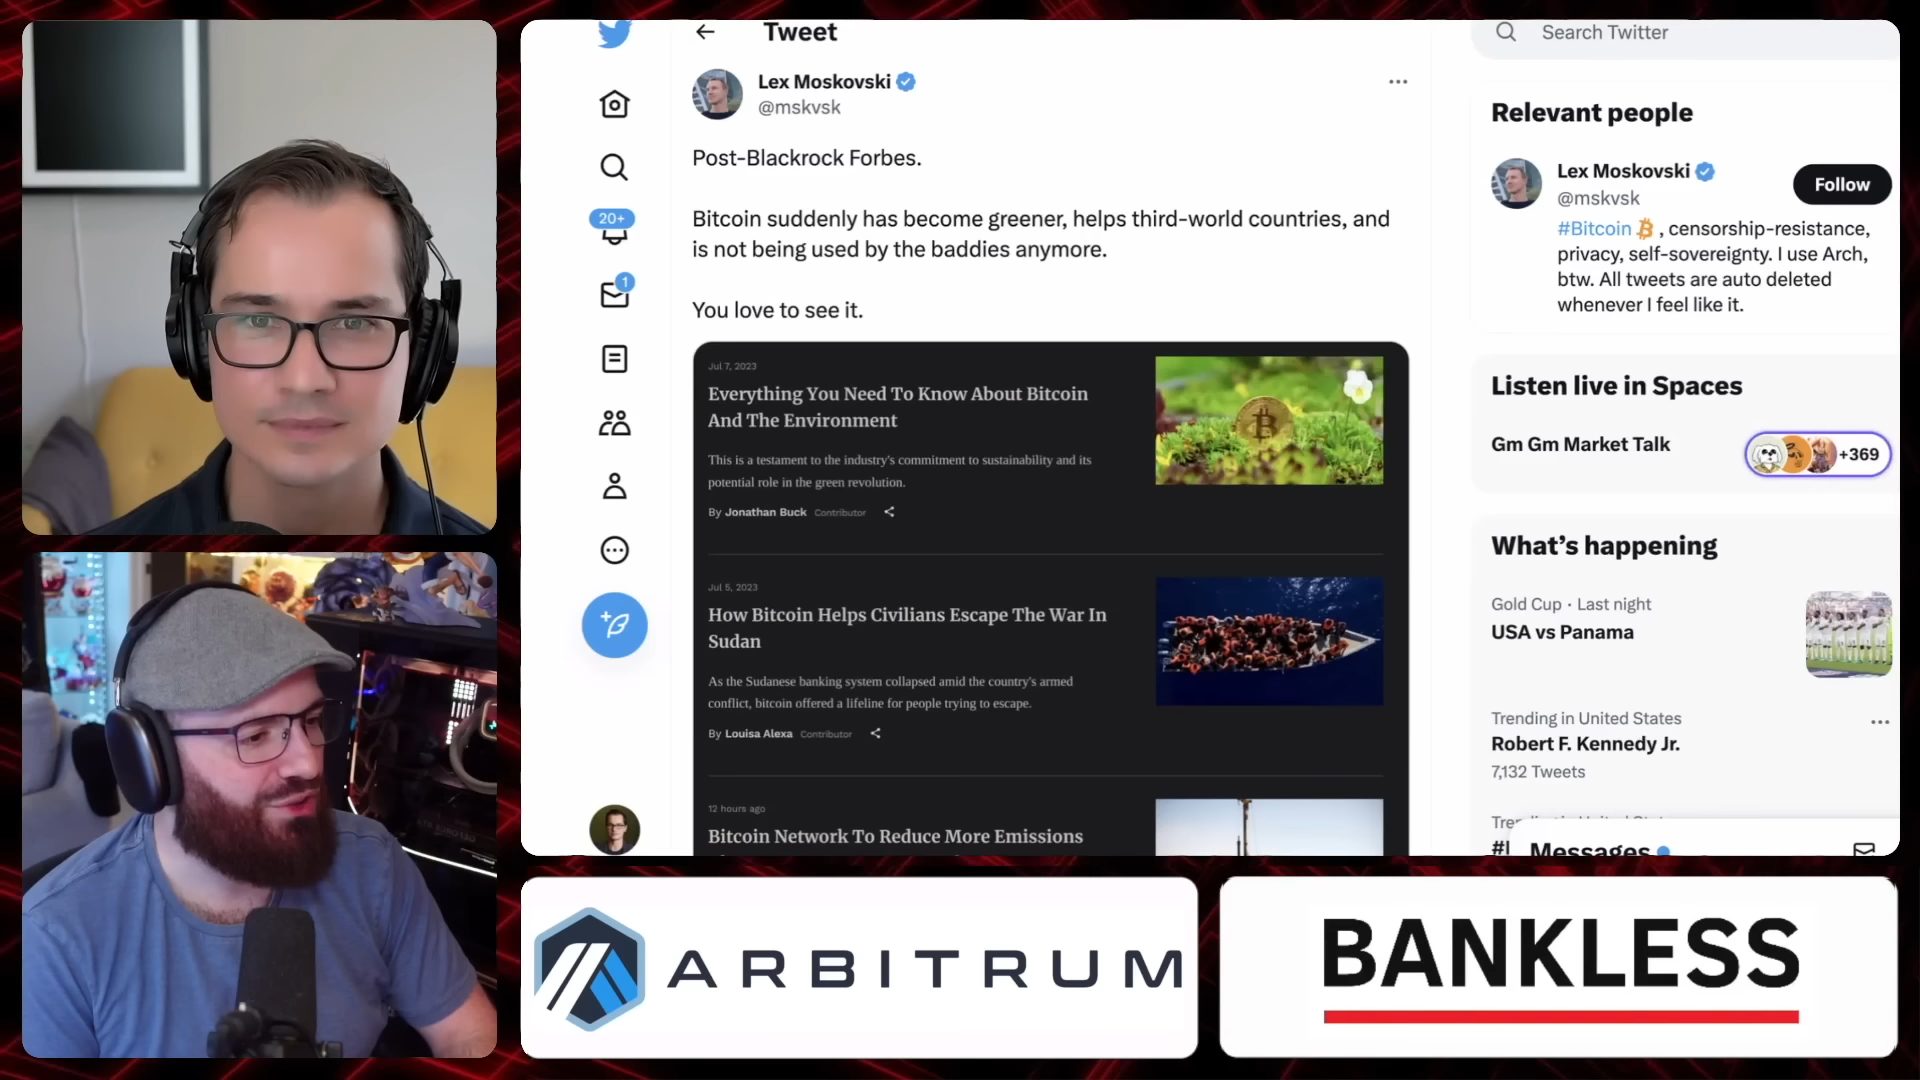 Tweet
Lex Moskovski
@mskvsk
Post-Blackrock Forbes.
Bitcoin suddenly has become greener, helps third-world countries, and
is not being used by the baddies anymore.
You love to see it.
Jul 7, 2023
Everything You Need To Know About Bitcoin
And The Environment
This is a testament to the industry's commitment to sustainability and its
potential role in the green revolution.
By Jonathan Buck Contributor
Jul 5, 2023
How Bitcoin Helps Civilians Escape The War In
Sudan
As the Sudanese banking system collapsed amid the country's armed
conflict, bitcoin offered a lifeline for people trying to escape.
By Louisa Alexa Contributor
12 hours ago
Bitcoin Network To Reduce More Emissions
20+
1
Search Twitter
Relevant people
Lex Moskovski
@mskvsk
Follow
#Bitcoin , censorship-resistance,
privacy, self-sovereignty. I use Arch,
btw. All tweets are auto deleted
whenever I feel like it.
Listen live in Spaces
Gm Gm Market Talk
+369
What's happening
Gold Cup · Last night
USA vs Panama
Trending in United States
Robert F. Kennedy Jr.
7,132 Tweets
Messages
ARBITRUM
BANKLESS